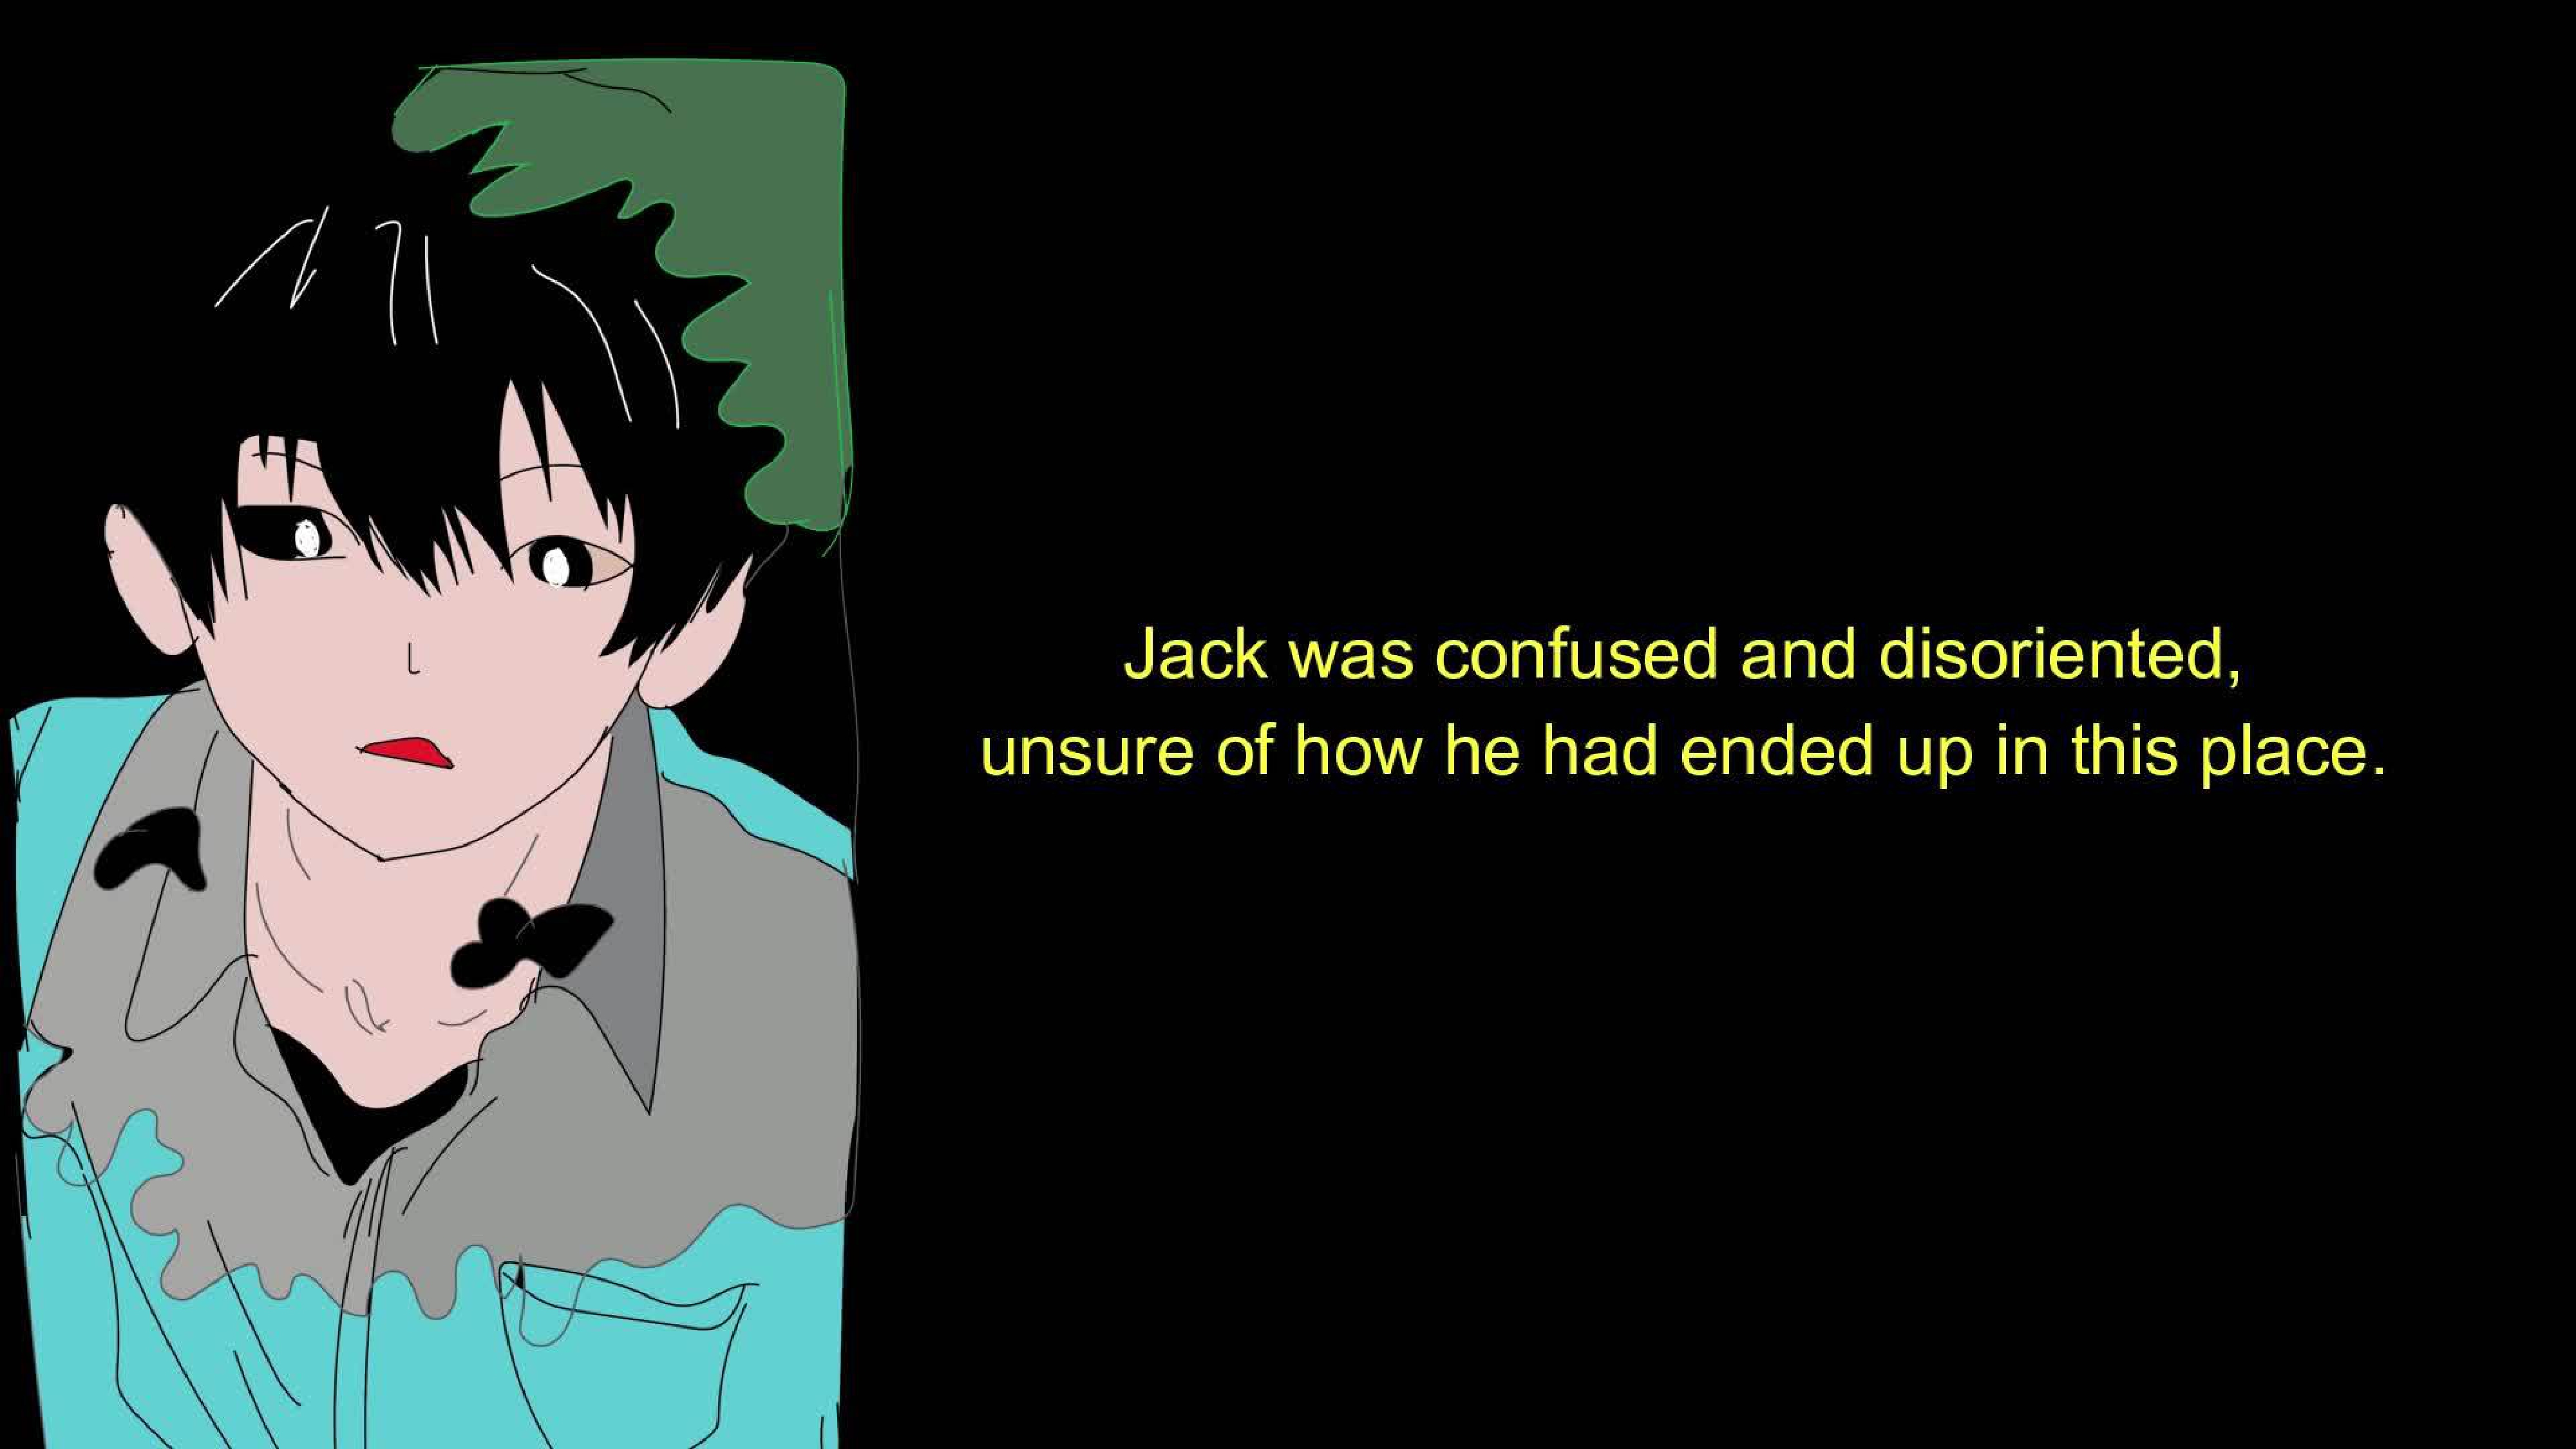 Jack was confused and disoriented,
unsure of how he had ended up in this place.